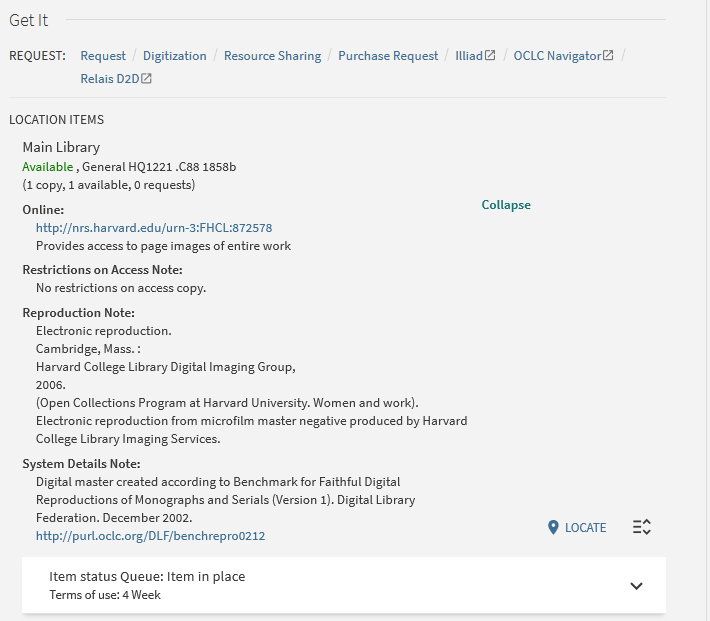 Get It
REQUEST: Request / Digitization / Resource Sharing / Purchase Request / Illiad / OCLC Navigator /
Relais D2D
LOCATION ITEMS
Main Library
Available , General HQ1221 .C88 1858b
(1 copy, 1 available, 0 requests)
Collapse
Online:
http://nrs.harvard.edu/urn-3:FHCL:872578
Provides access to page images of entire work
Restrictions on Access Note:
No restrictions on access copy.
Reproduction Note:
Electronic reproduction.
Cambridge, Mass. :
Harvard College Library Digital Imaging Group,
2006.
(Open Collections Program at Harvard University. Women and work).
Electronic reproduction from microfilm master negative produced by Harvard
College Library Imaging Services.
System Details Note:
Digital master created according to Benchmark for Faithful Digital
Reproductions of Monographs and Serials (Version 1). Digital Library
Federation. December 2002.
http://purl.oclc.org/DLF/benchrepro0212
LOCATE
Item status Queue: Item in place
Terms of use: 4 Week